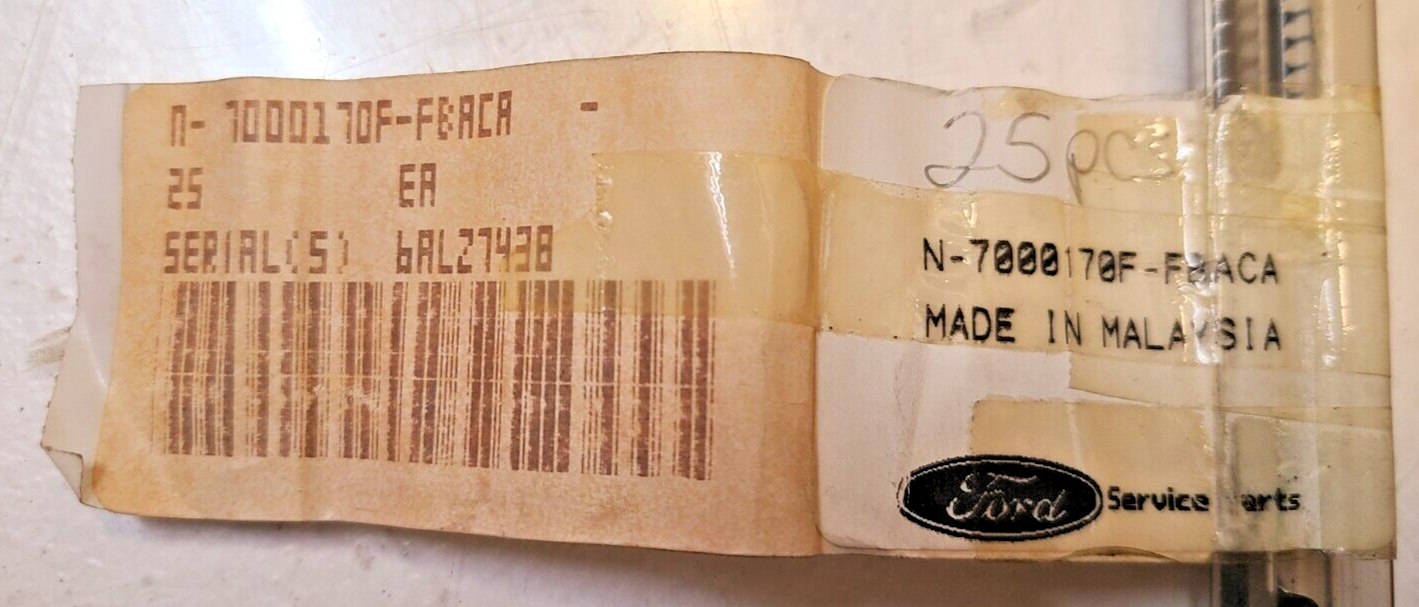 N- 7000170F-FBACA -
25 EA
SERIAL(S) 6AL27438
25pcs
N-7000170F-FBACA
MADE IN MALAYSIA
Ford Service Parts